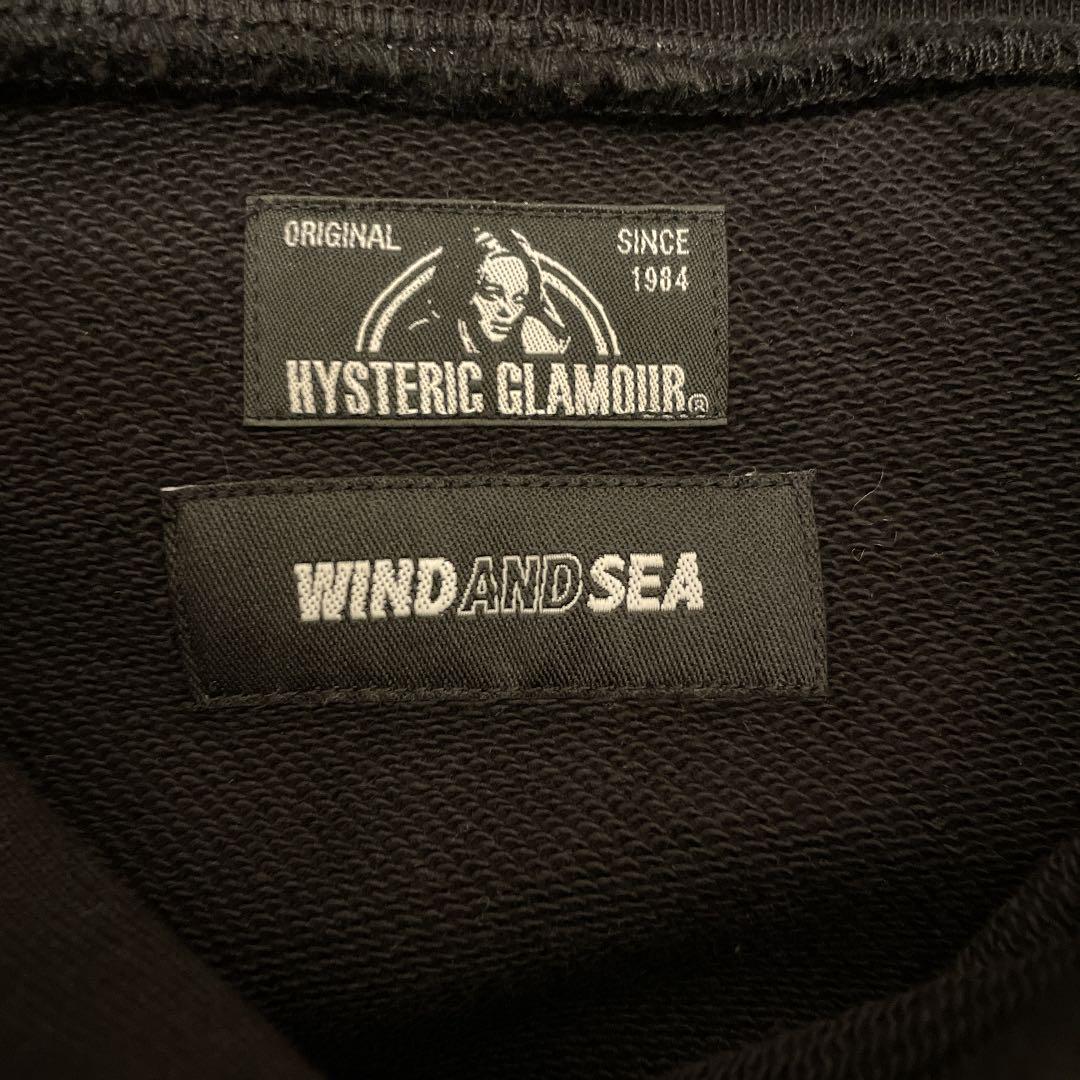 ORIGINAL
SINCE
1984
HYSTERIC GLAMOUR®
WINDANDSEA